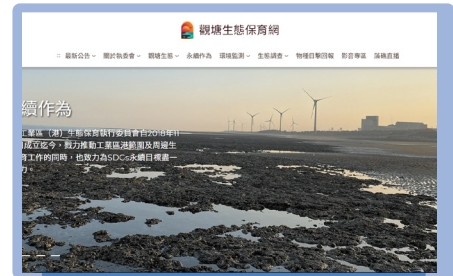 觀塘生態保育網
最新公告 關於執委會 觀塘生態 永續作為 環境監測 生態調查 物種目擊回報 影音專區 藻礁直播
續作為
工業區（港）生態保育執行委員會自2018年11
成立迄今，致力推動工業區港範圍及周邊生
育工作的同時，也致力為SDGs永續目標盡一
力。